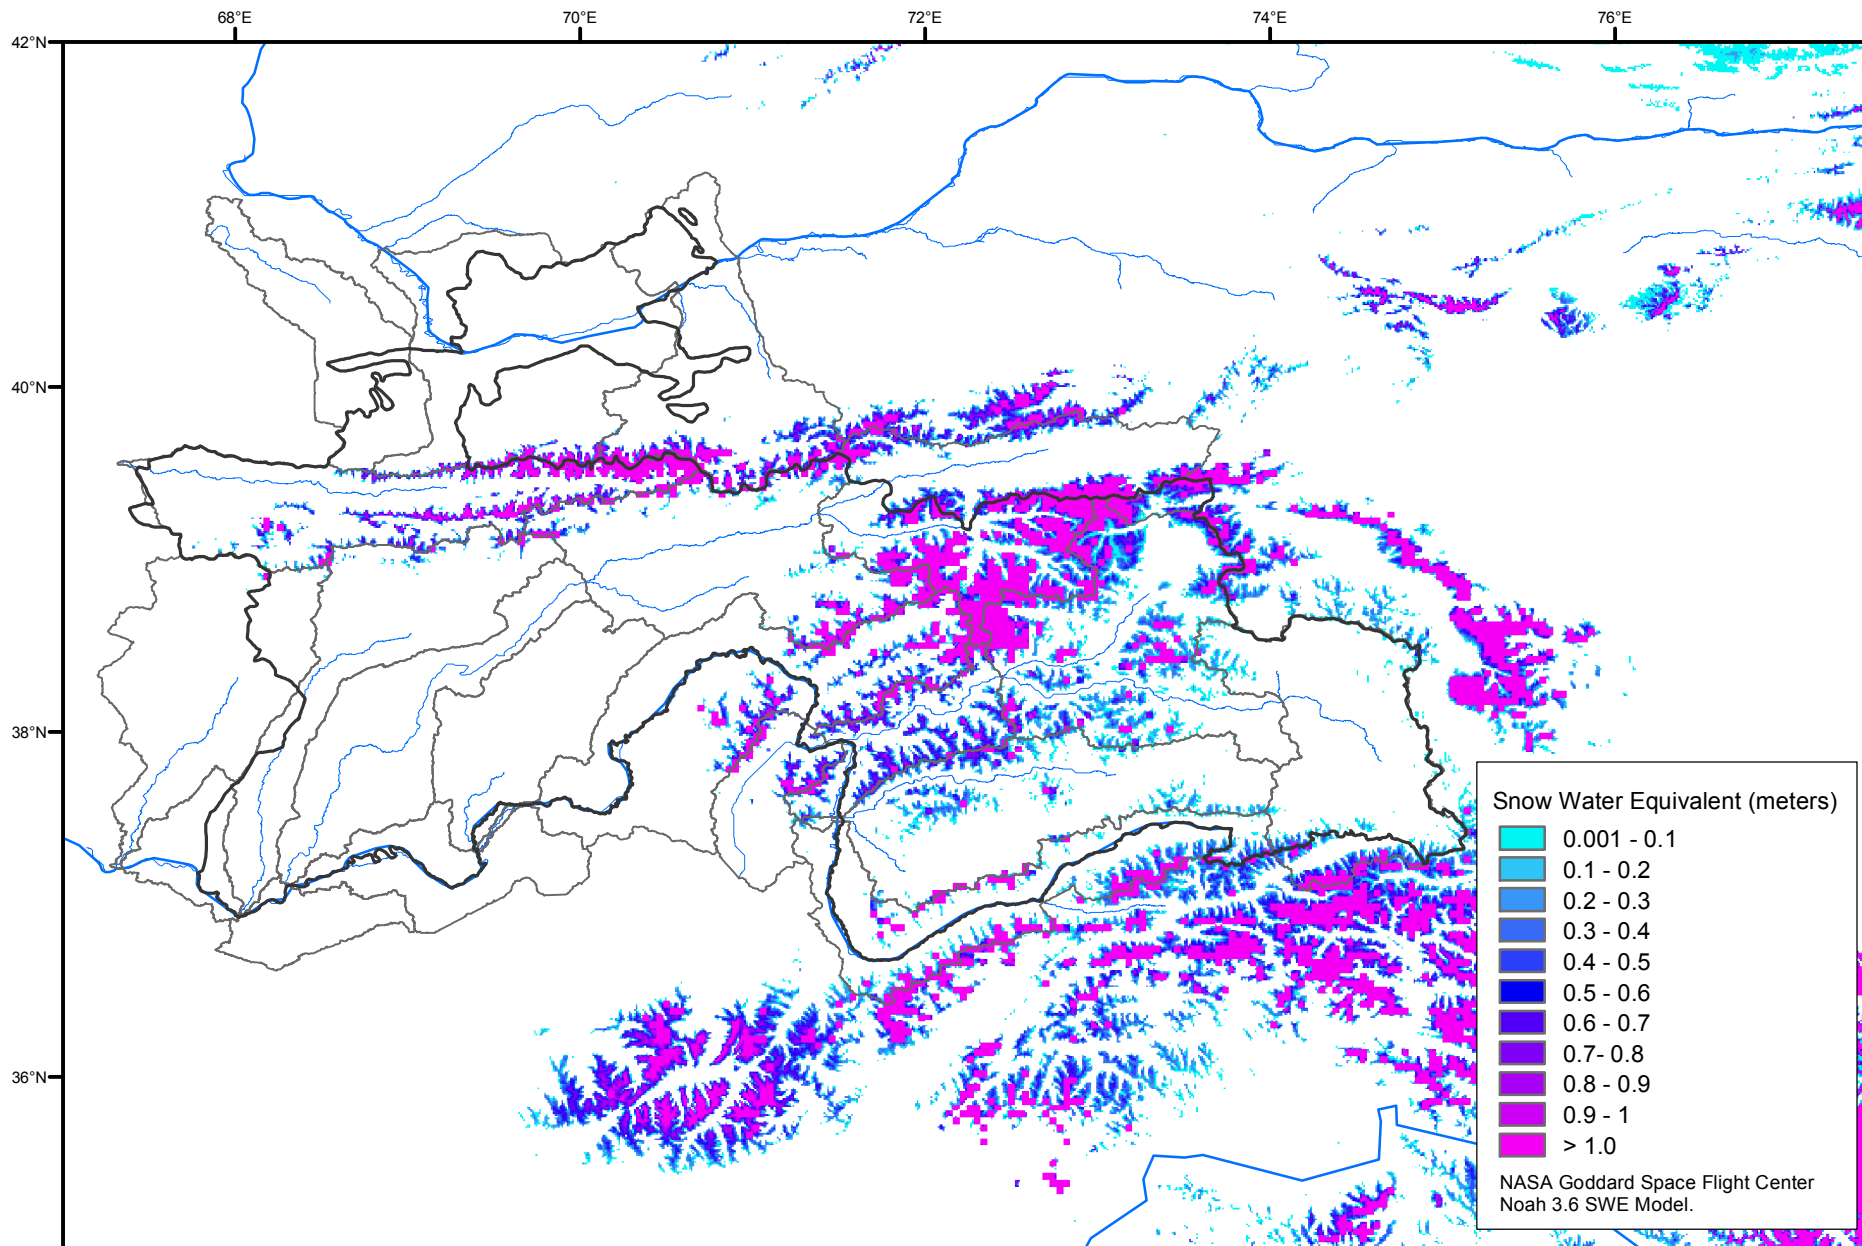 68°E 70°E 72°E 74°E 76°E
42°N
40°N
38°N
36°N
Snow Water Equivalent (meters)
0.001 - 0.1
0.1 - 0.2
0.2 - 0.3
0.3 - 0.4
0.4 - 0.5
0.5 - 0.6
0.6 - 0.7
0.7- 0.8
0.8 - 0.9
0.9 - 1
> 1.0
NASA Goddard Space Flight Center
Noah 3.6 SWE Model.